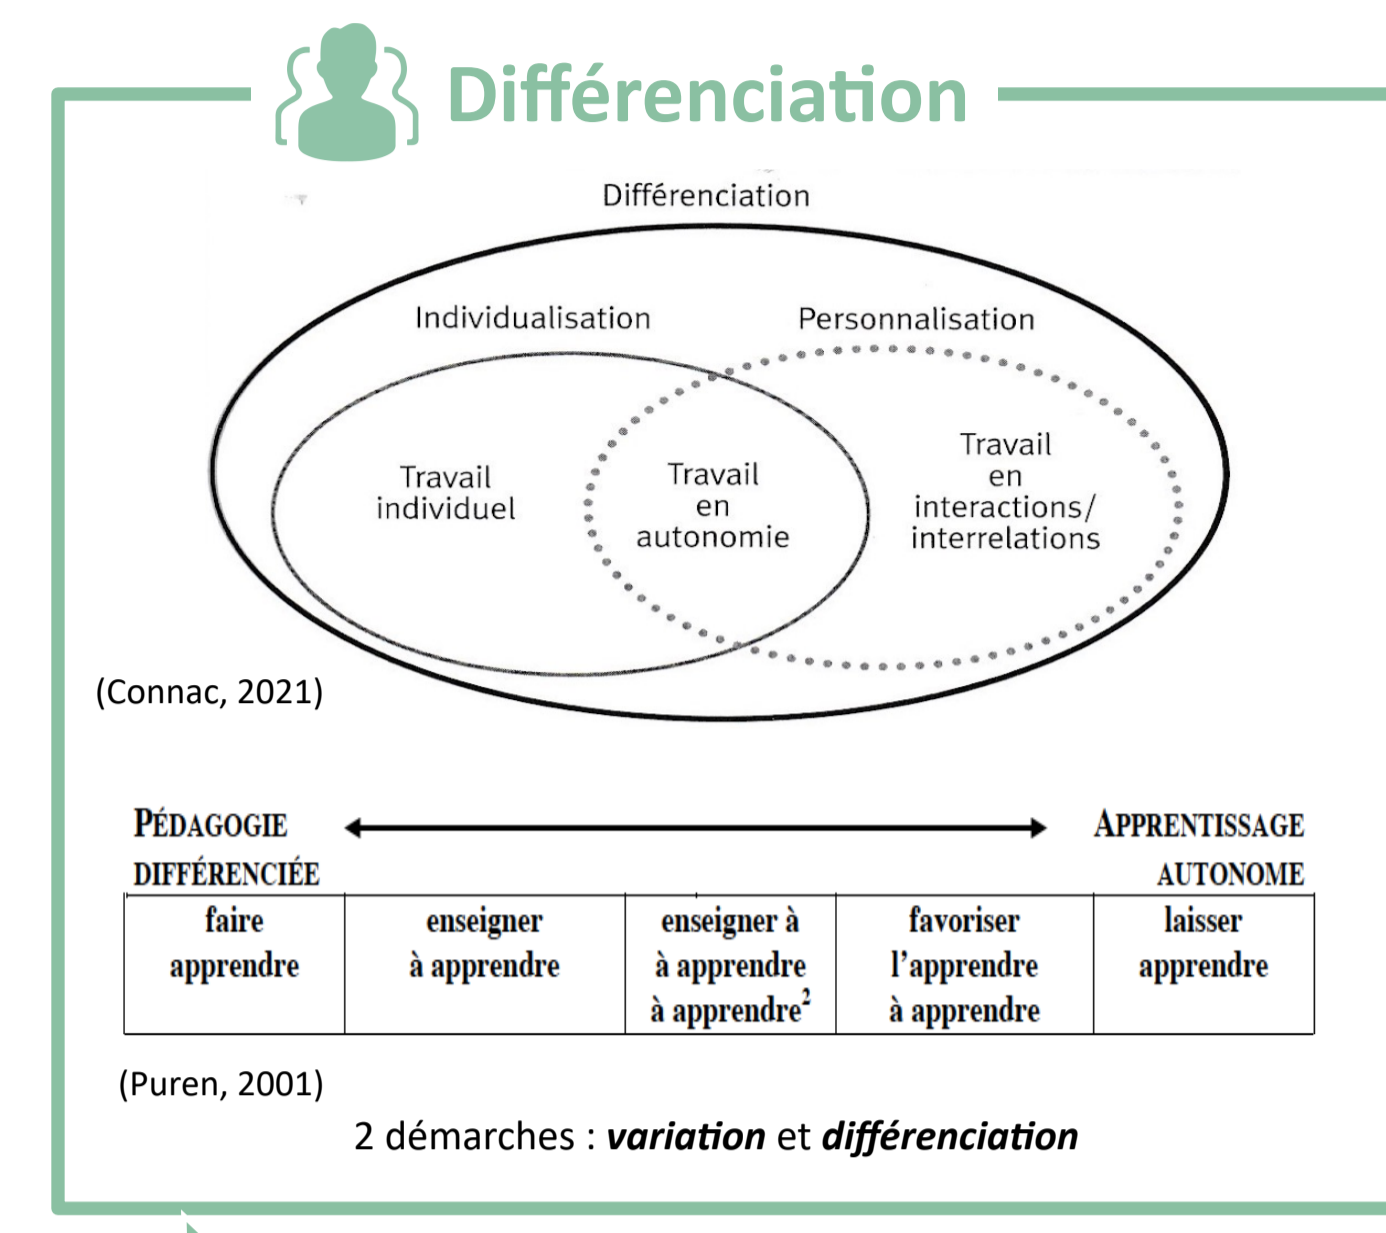 Différenciation
Différenciation
Individualisation
Personnalisation
Travail
individuel
Travail
en
autonomie
Travail
en
interactions/
interrelations
(Connac, 2021)
PÉDAGOGIE
DIFFÉRENCIÉE
APPRENTISSAGE
AUTONOME
faire
apprendre
enseigner
à apprendre
enseigner à
à apprendre
à apprendre²
favoriser
l'apprendre
à apprendre
laisser
apprendre
(Puren, 2001)
2 démarches : variation et différenciation